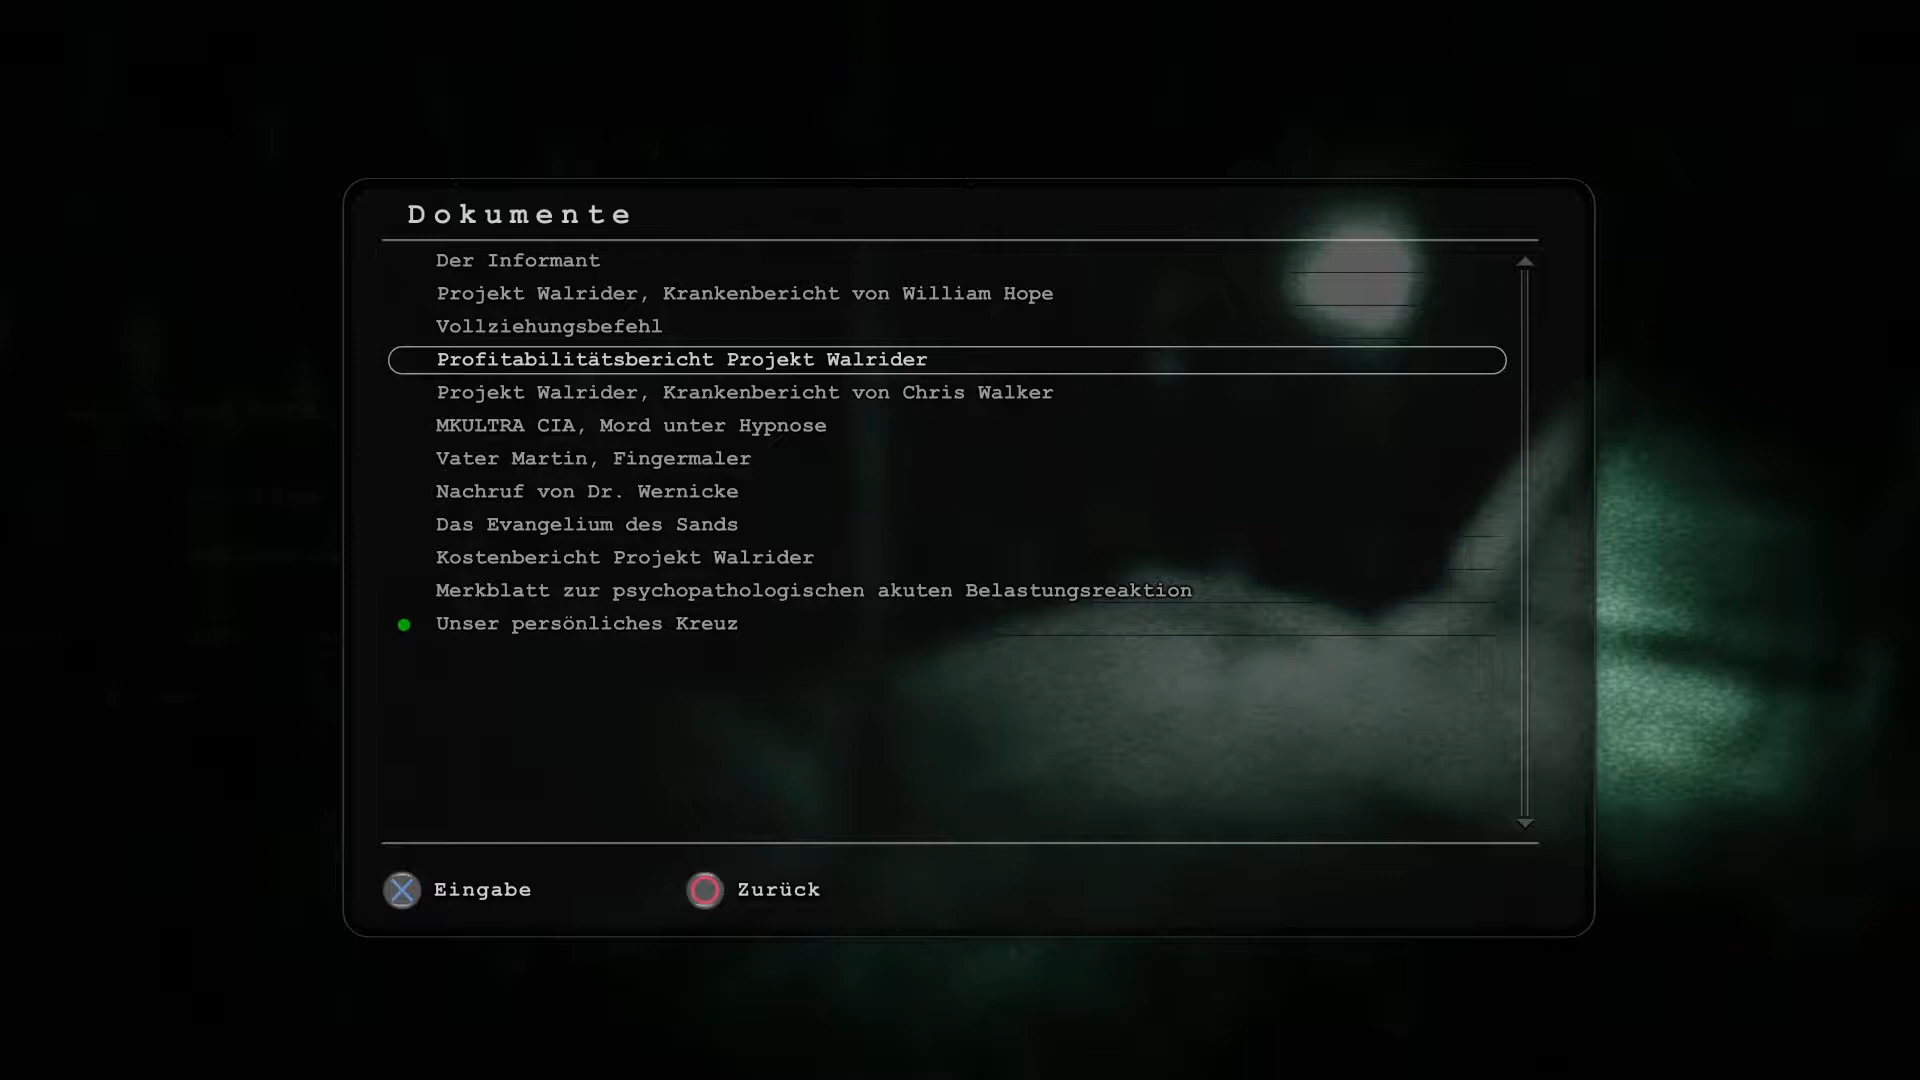 Dokumente
Der Informant
Projekt Walrider, Krankenbericht von William Hope
Vollziehungsbefehl
Profitabilitätsbericht Projekt Walrider
Projekt Walrider, Krankenbericht von Chris Walker
MKULTRA CIA, Mord unter Hypnose
Vater Martin, Fingermaler
Nachruf von Dr. Wernicke
Das Evangelium des Sands
Kostenbericht Projekt Walrider
Merkblatt zur psychopathologischen akuten Belastungsreaktion
Unser persönliches Kreuz
Eingabe Zurück